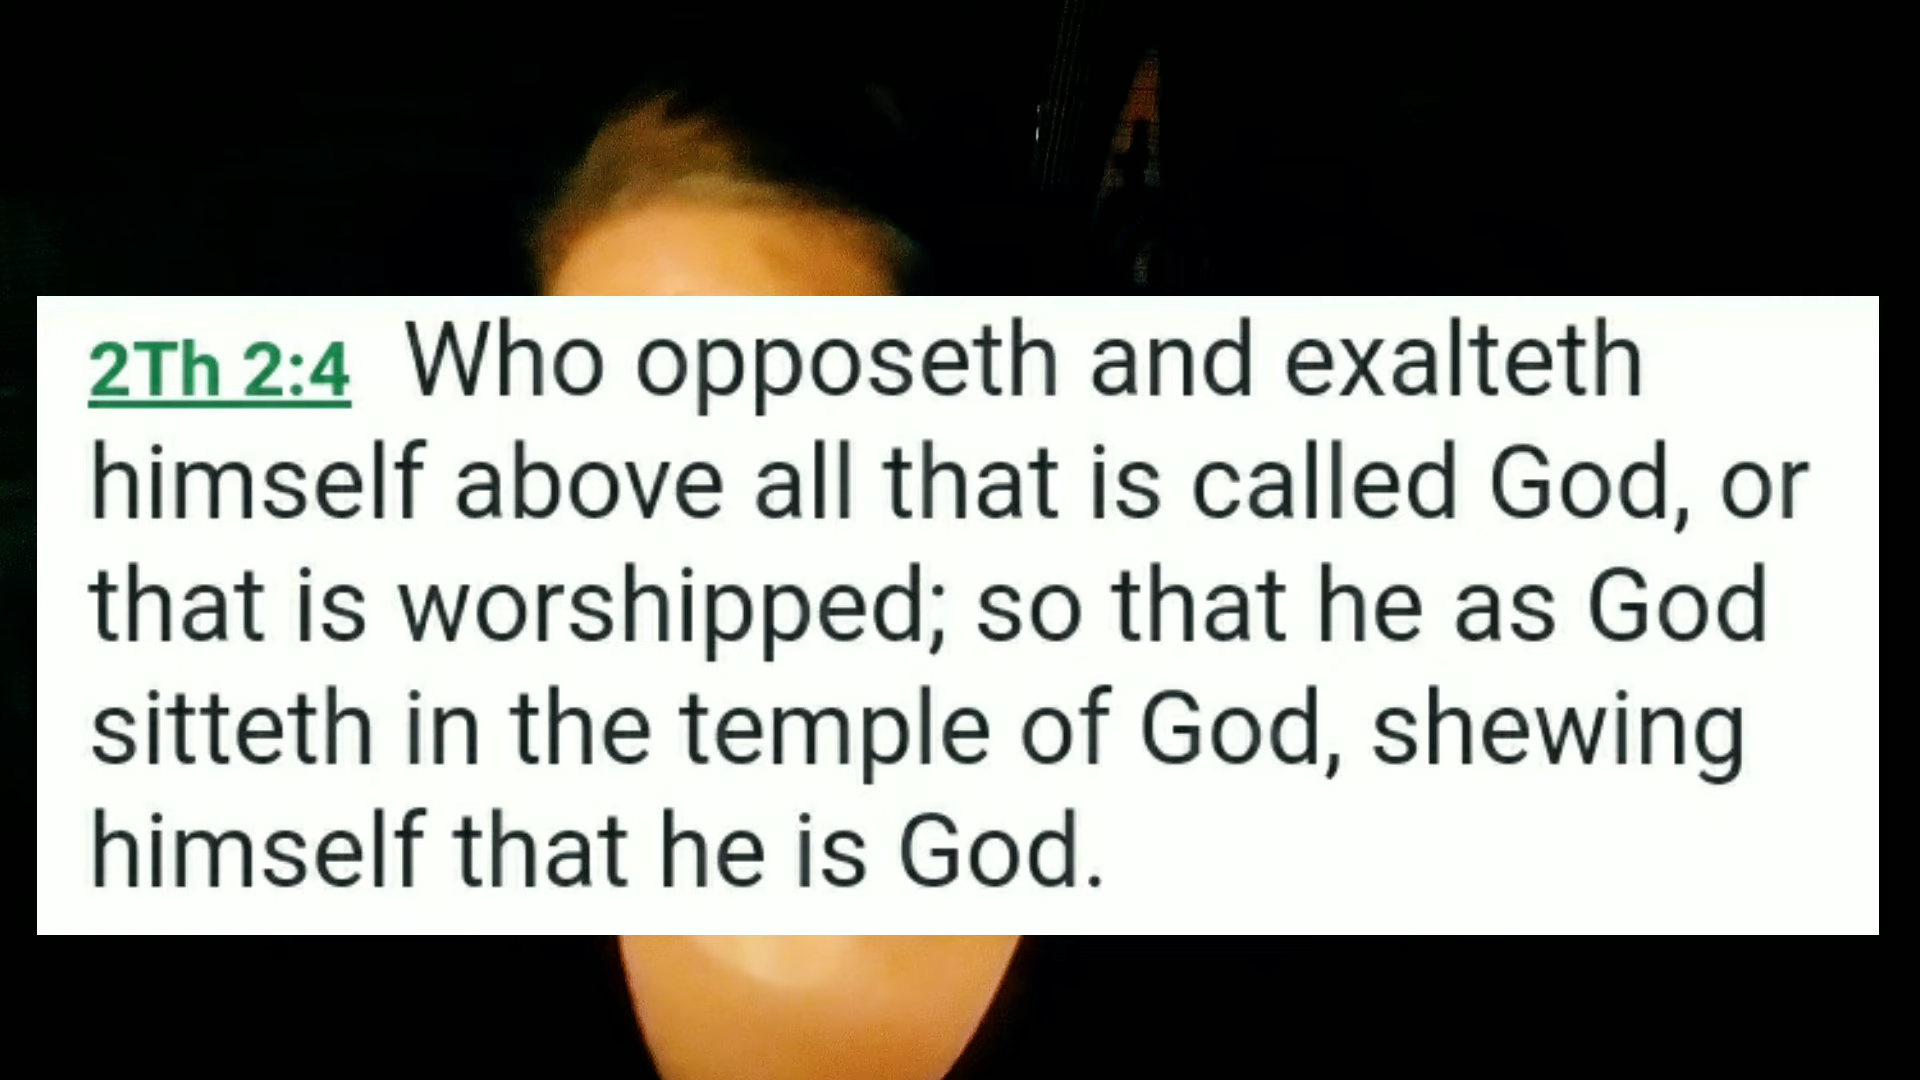 2Th 2:4 Who opposeth and exalteth
himself above all that is called God, or
that is worshipped; so that he as God
sitteth in the temple of God, shewing
himself that he is God.